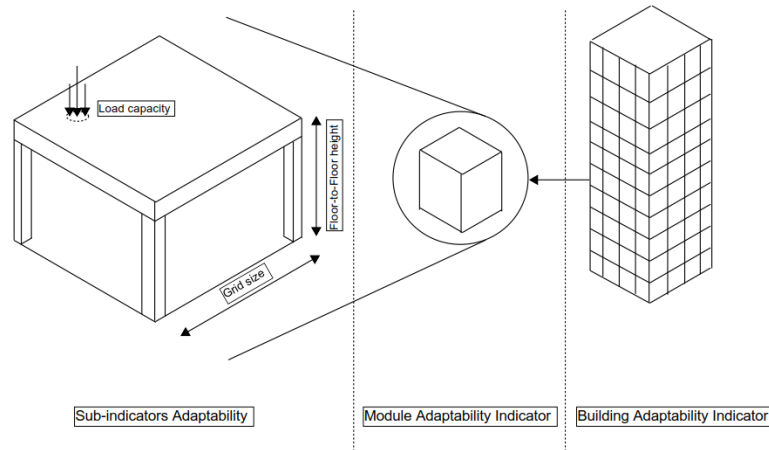 Load capacity
Floor-to-Floor height
Grid size
Sub-indicators Adaptability
Module Adaptability Indicator
Building Adaptability Indicator